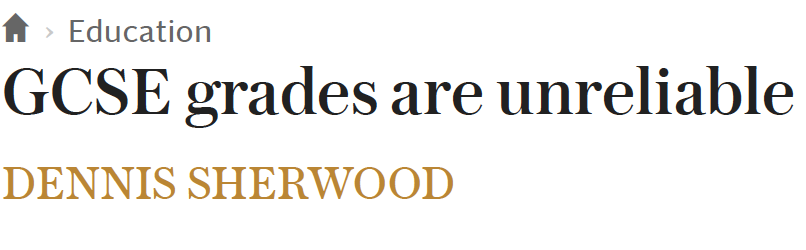 > Education
GCSE grades are unreliable
DENNIS SHERWOOD